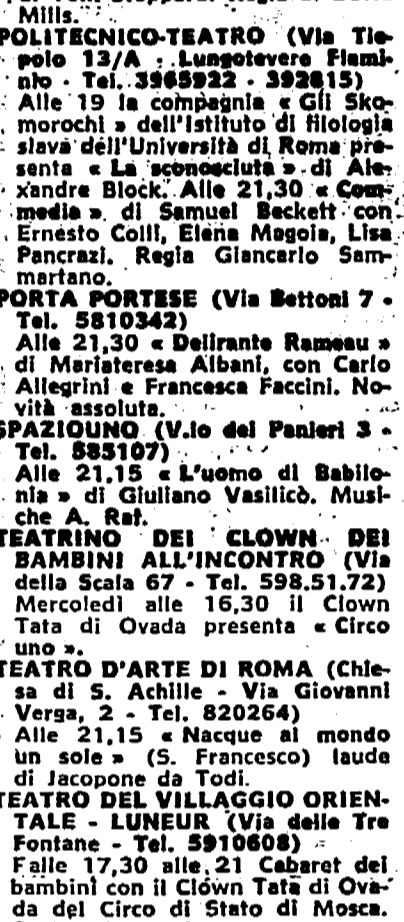 Mills.
POLITECNICO-TEATRO (Via Tie-
polo 13/A - Lungotevere Flami-
nio - Tel. 3965922 - 392815)
Alle 19 la compagnia « Gli Sko-
morochi » dell'Istituto di filologia
slava dell'Università di Roma pre-
senta « La sconosciuta » di Ale-
xandre Block. Alle 21,30 « Com-
media » di Samuel Beckett con
Ernesto Colli, Elena Magoia, Lisa
Pancrazi. Regia Giancarlo Sam-
martano.
PORTA PORTESE (Via Bettoni 7 -
Tel. 5810342)
Alle 21,30 « Delirante Rameau »
di Mariateresa Albani, con Carlo
Allegrini e Francesca Faccini. No-
vità assoluta.
SPAZIOUNO (V.lo dei Panieri 3 -
Tel. 585107)
Alle 21,15 « L'uomo di Babilo-
nia » di Giuliano Vasilicò. Musi-
che A. Rat.
TEATRINO DEI CLOWN DEI
BAMBINI ALL'INCONTRO (Via
della Scala 67 - Tel. 598.51.72)
Mercoledì alle 16,30 il Clown
Tata di Ovada presenta « Circo
uno ».
TEATRO D'ARTE DI ROMA (Chie-
sa di S. Achille - Via Giovanni
Verga, 2 - Tel. 820264)
Alle 21,15 « Nacque al mondo
un sole » (S. Francesco) laude
di Jacopone da Todi.
TEATRO DEL VILLAGGIO ORIEN-
TALE - LUNEUR (Via delle Tre
Fontane - Tel. 5910608)
Falle 17,30 alle 21 Cabaret dei
bambini con il Clown Tata di Ova-
da del Circo di Stato di Mosca.